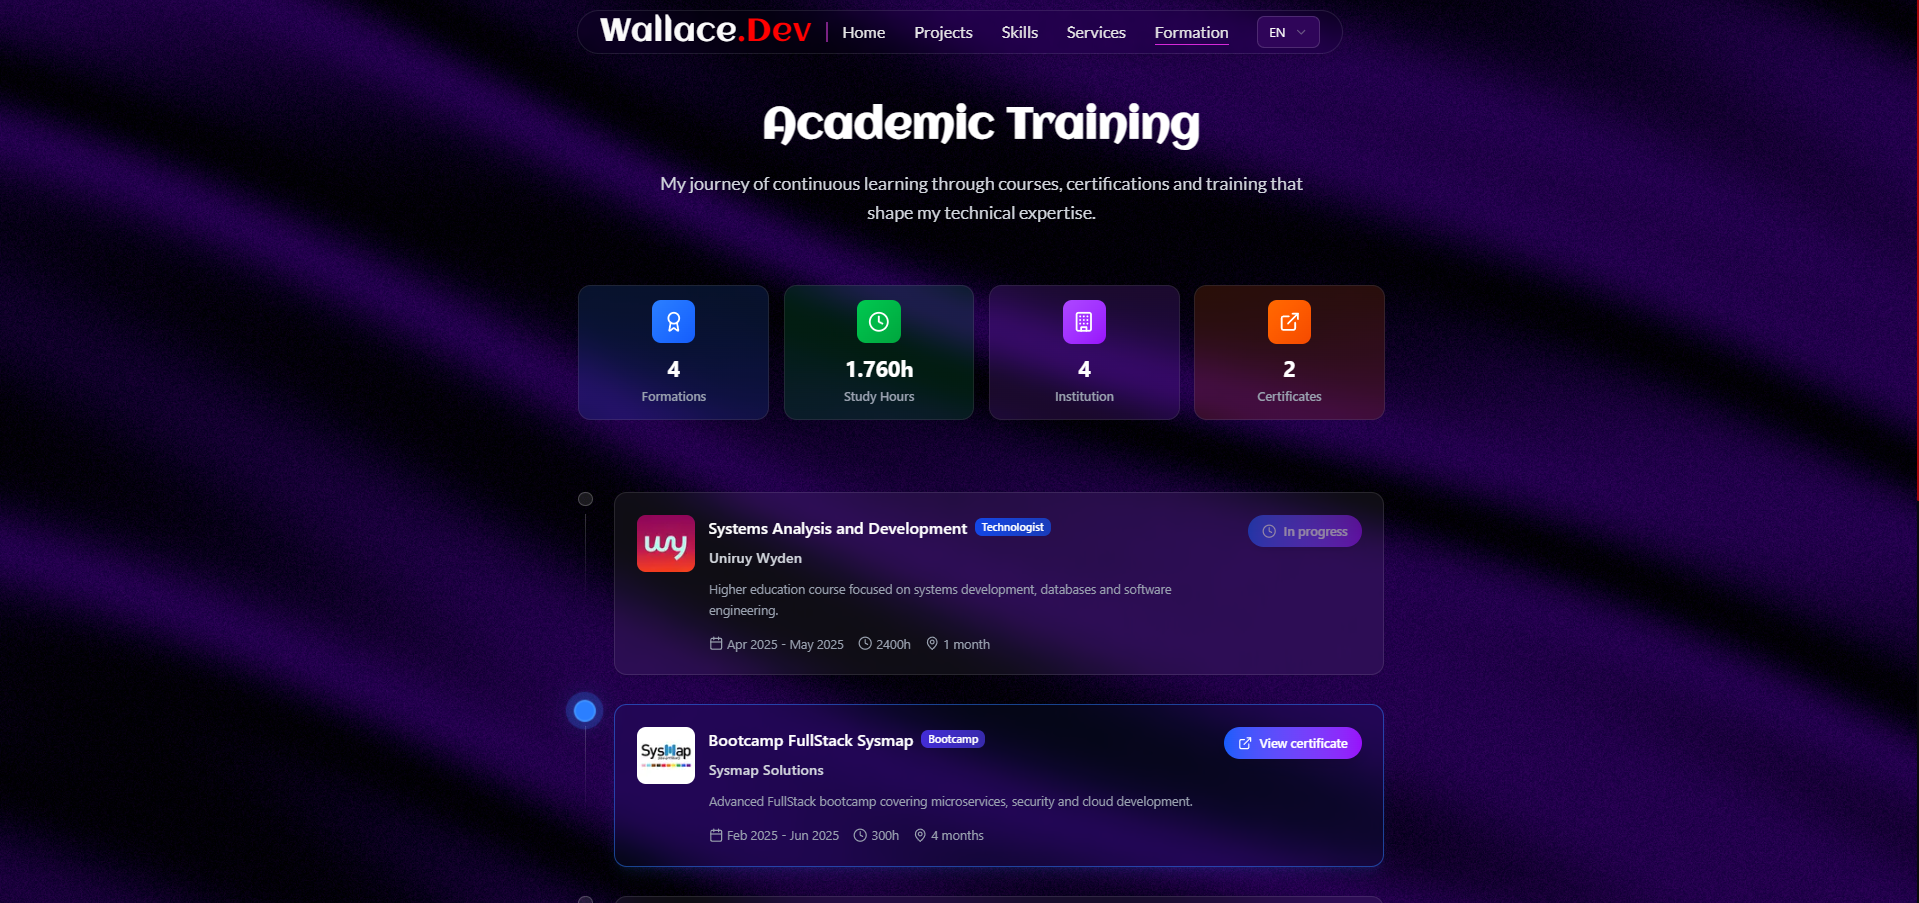 Wallace.Dev
Home
Projects
Skills
Services
Formation
EN
Academic Training
My journey of continuous learning through courses, certifications and training that
shape my technical expertise.
4
Formations
1.760h
Study Hours
4
Institution
2
Certificates
wy
Systems Analysis and Development
Technologist
In progress
Uniruy Wyden
Higher education course focused on systems development, databases and software
engineering.
Apr 2025 - May 2025
2400h
1 month
SysMap
Bootcamp FullStack Sysmap
Bootcamp
View certificate
Sysmap Solutions
Advanced FullStack bootcamp covering microservices, security and cloud development.
Feb 2025 - Jun 2025
300h
4 months